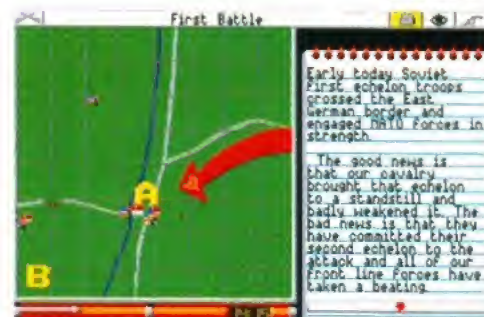 First Battle
Early today Soviet
first echelon troops
crossed the East
German border and
engaged NATO forces in
strength.
The good news is
that our cavalry
brought that echelon
to a standstill and
badly weakened it. The
bad news is that they
have committed their
second echelon to the
attack and all of our
front line forces have
taken a beating.
A
B